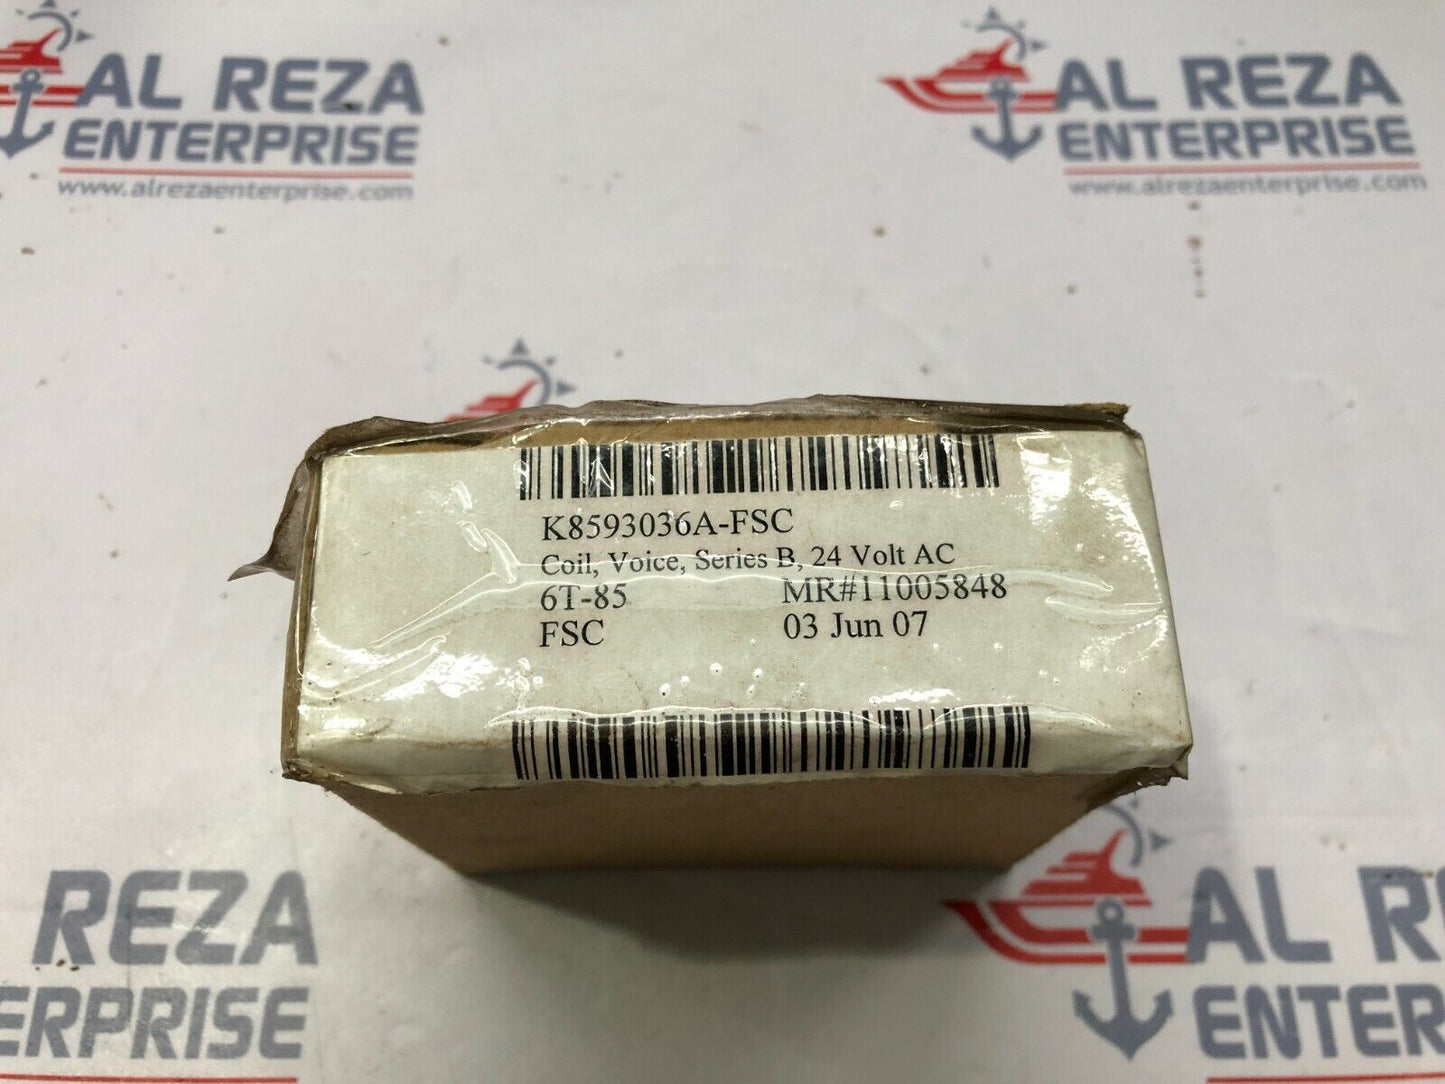 AL REZA
ENTERPRISE
www.alrezaenterprise.com
AL REZA
ENTERPRISE
www.alrezaenterprise.com
K8593036A-FSC
Coil, Voice, Series B, 24 Volt AC
6T-85 MR#11005848
FSC 03 Jun 07
REZA
ERPRISE
AL R
ENTER